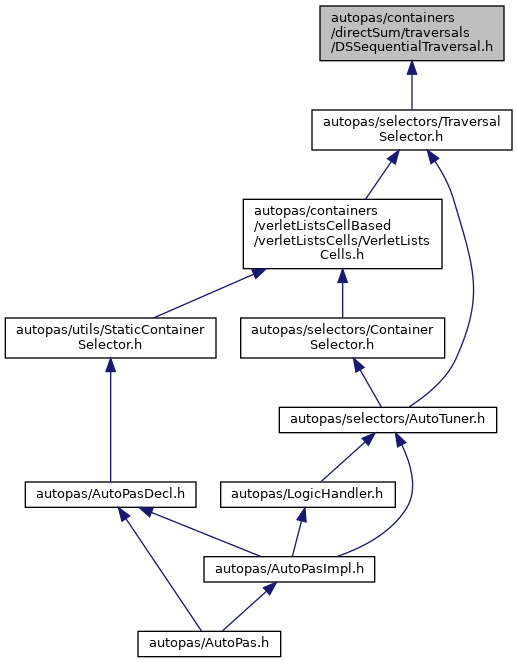 autopas/containers
/directSum/traversals
/DSSequentialTraversal.h
autopas/selectors/Traversal
Selector.h
autopas/containers
/verletListsCellBased
/verletListsCells/VerletLists
Cells.h
autopas/utils/StaticContainer
Selector.h
autopas/selectors/Container
Selector.h
autopas/selectors/AutoTuner.h
autopas/AutoPasDecl.h
autopas/LogicHandler.h
autopas/AutoPasImpl.h
autopas/AutoPas.h